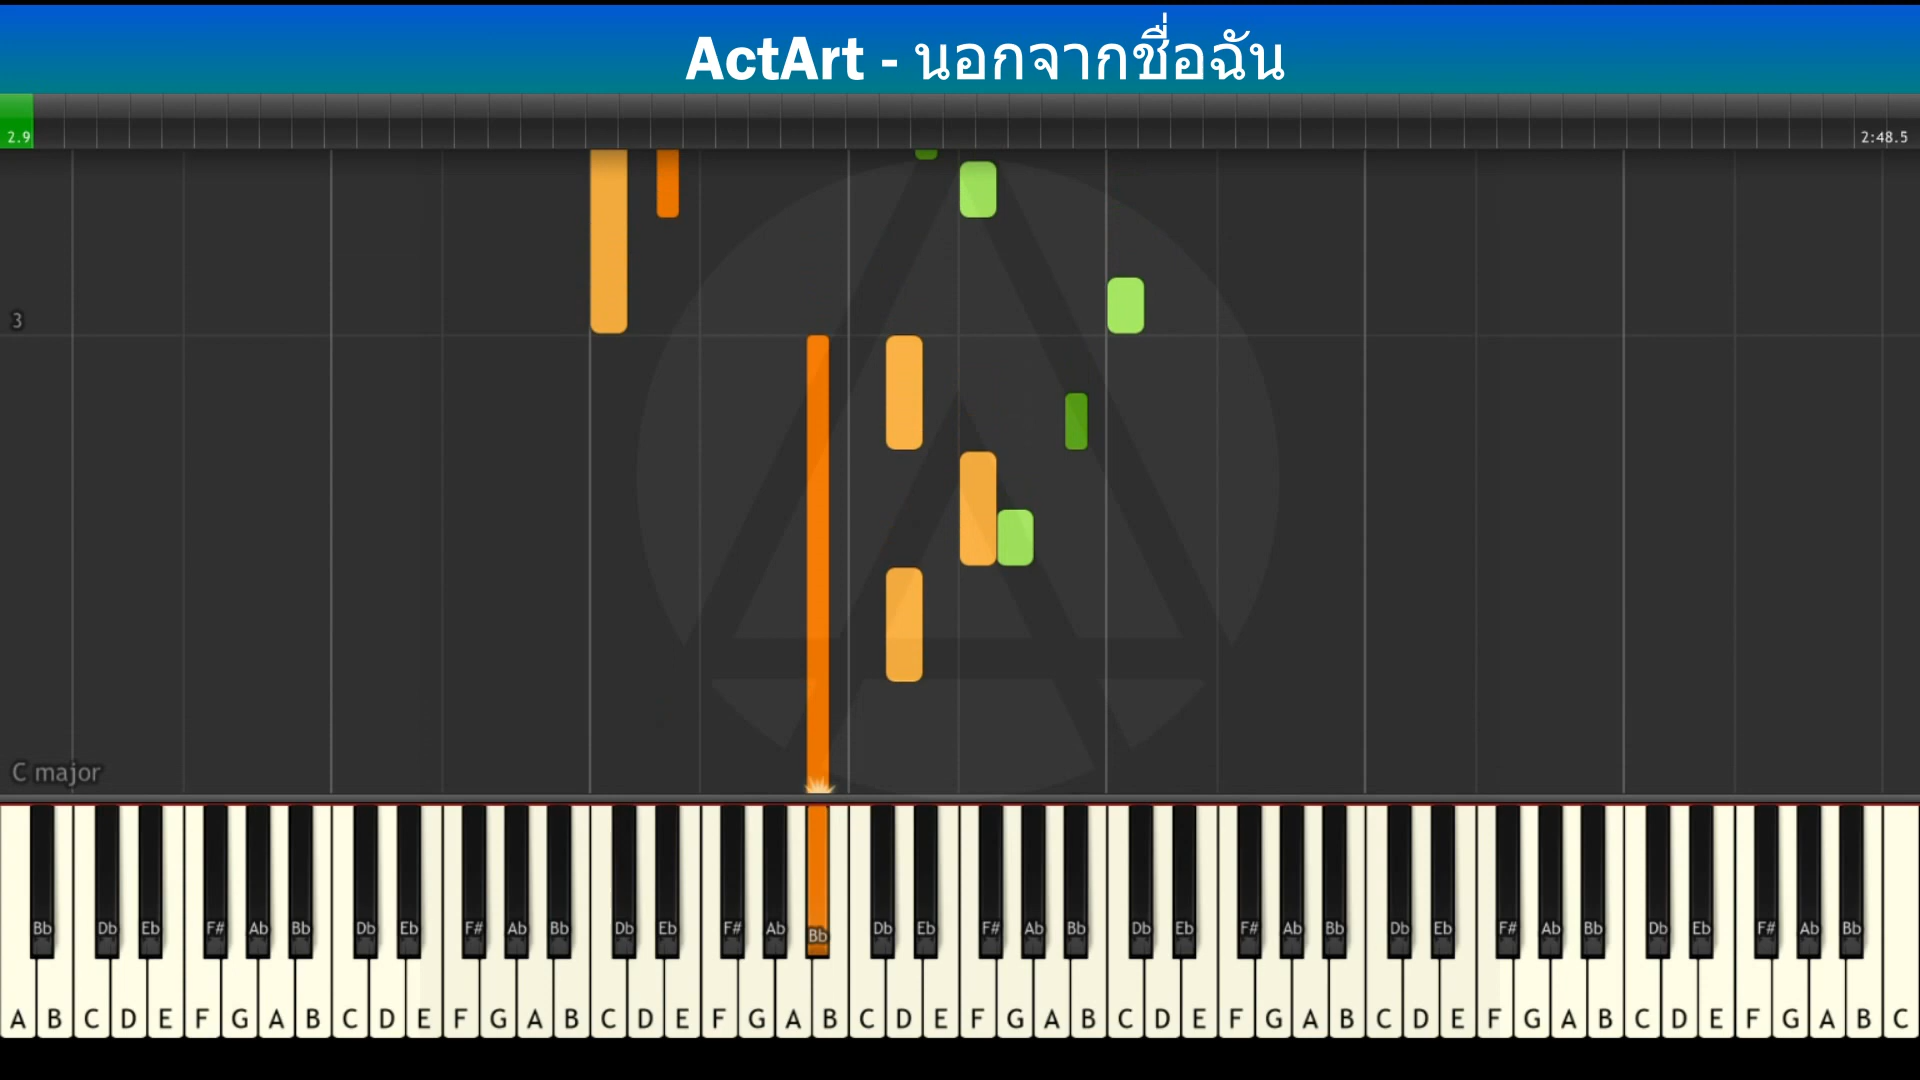 ActArt - นอกจากชื่อฉัน
2.9 2:48.5
3
C major
Bb Db Eb F# Ab Bb Db Eb F# Ab Bb Db Eb F# Ab Bb Db Eb F# Ab Bb Db Eb F# Ab Bb Db Eb F# Ab Bb Db Eb F# Ab Bb
A B C D E F G A B C D E F G A B C D E F G A B C D E F G A B C D E F G A B C D E F G A B C D E F G A B C